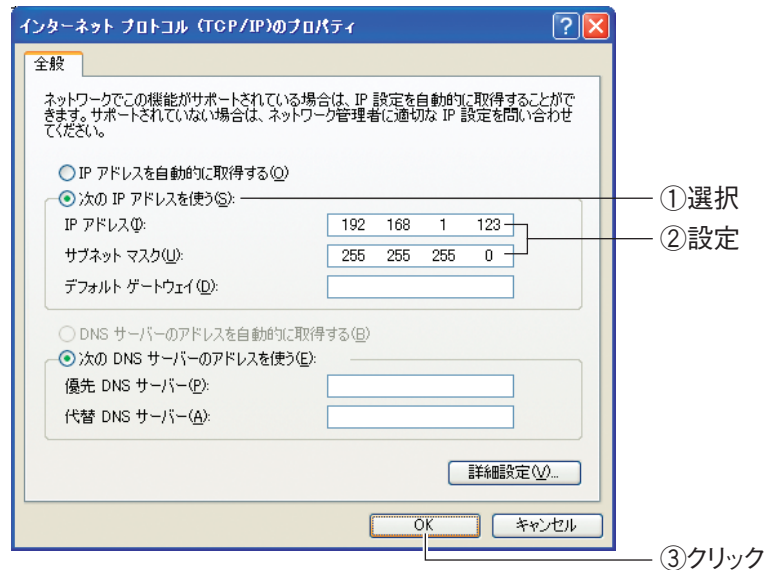 インターネット プロトコル (TCP/IP)のプロパティ
全般
ネットワークでこの機能がサポートされている場合は、IP 設定を自動的に取得することがで
きます。サポートされていない場合は、ネットワーク管理者に適切な IP 設定を問い合わせ
てください。
IP アドレスを自動的に取得する(O)
次の IP アドレスを使う(S):
①選択
IP アドレス(I): 192 168 1 123
②設定
サブネット マスク(U): 255 255 255 0
デフォルト ゲートウェイ(D):
DNS サーバーのアドレスを自動的に取得する(B)
次の DNS サーバーのアドレスを使う(E):
優先 DNS サーバー(P):
代替 DNS サーバー(A):
詳細設定(V)...
OK キャンセル
③クリック